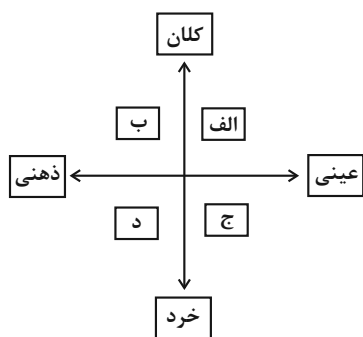 کلان
الف
ب
عینی
ذهنی
ج
د
خرد